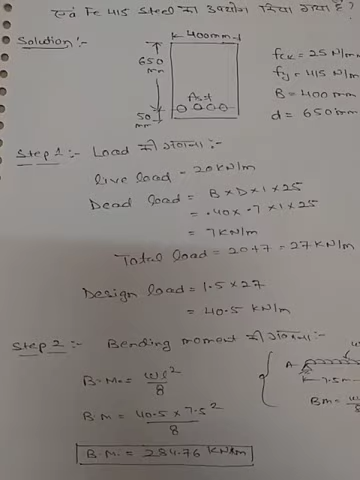 एवं Fe 415 Steel का उपयोग किया गया है?
Solution:-
400mm
650
mm
50
mm
Ast
fck = 25 N/m
fy = 415 N/m
B = 400 mm
d = 650 mm
Step 1:- Load की गणना:-
live load = 20 KN/m
Dead load = B x D x 1 x 25
= .40 x .7 x 1 x 25
= 7 KN/m
Total load = 20+7 = 27 KN/m
Design load = 1.5 x 27
= 40.5 KN/m
Step 2:- Bending moment की गणना:-
B.M. = wl²/8
B.M = 40.5 x 7.5²/8
B.M. = 284.76 KNm
A
7.5m
BM =